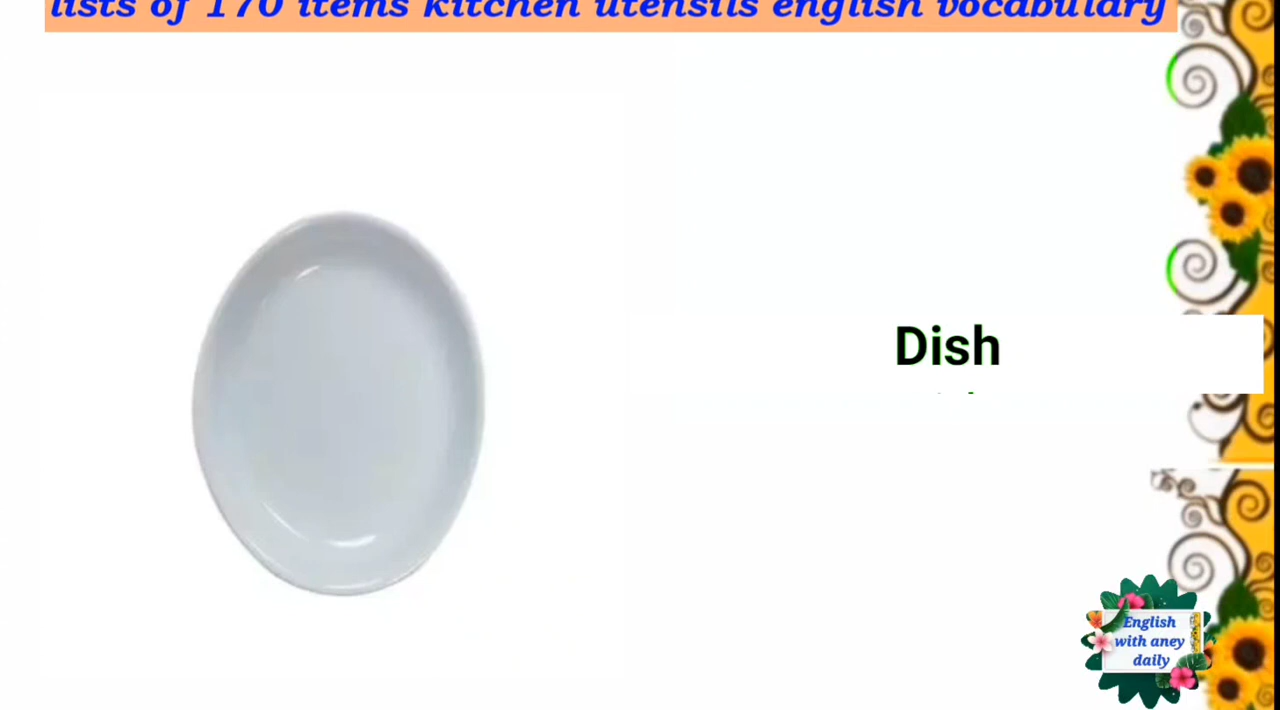 lists of 170 items kitchen utensils english vocabulary
Dish
English
with aney
daily